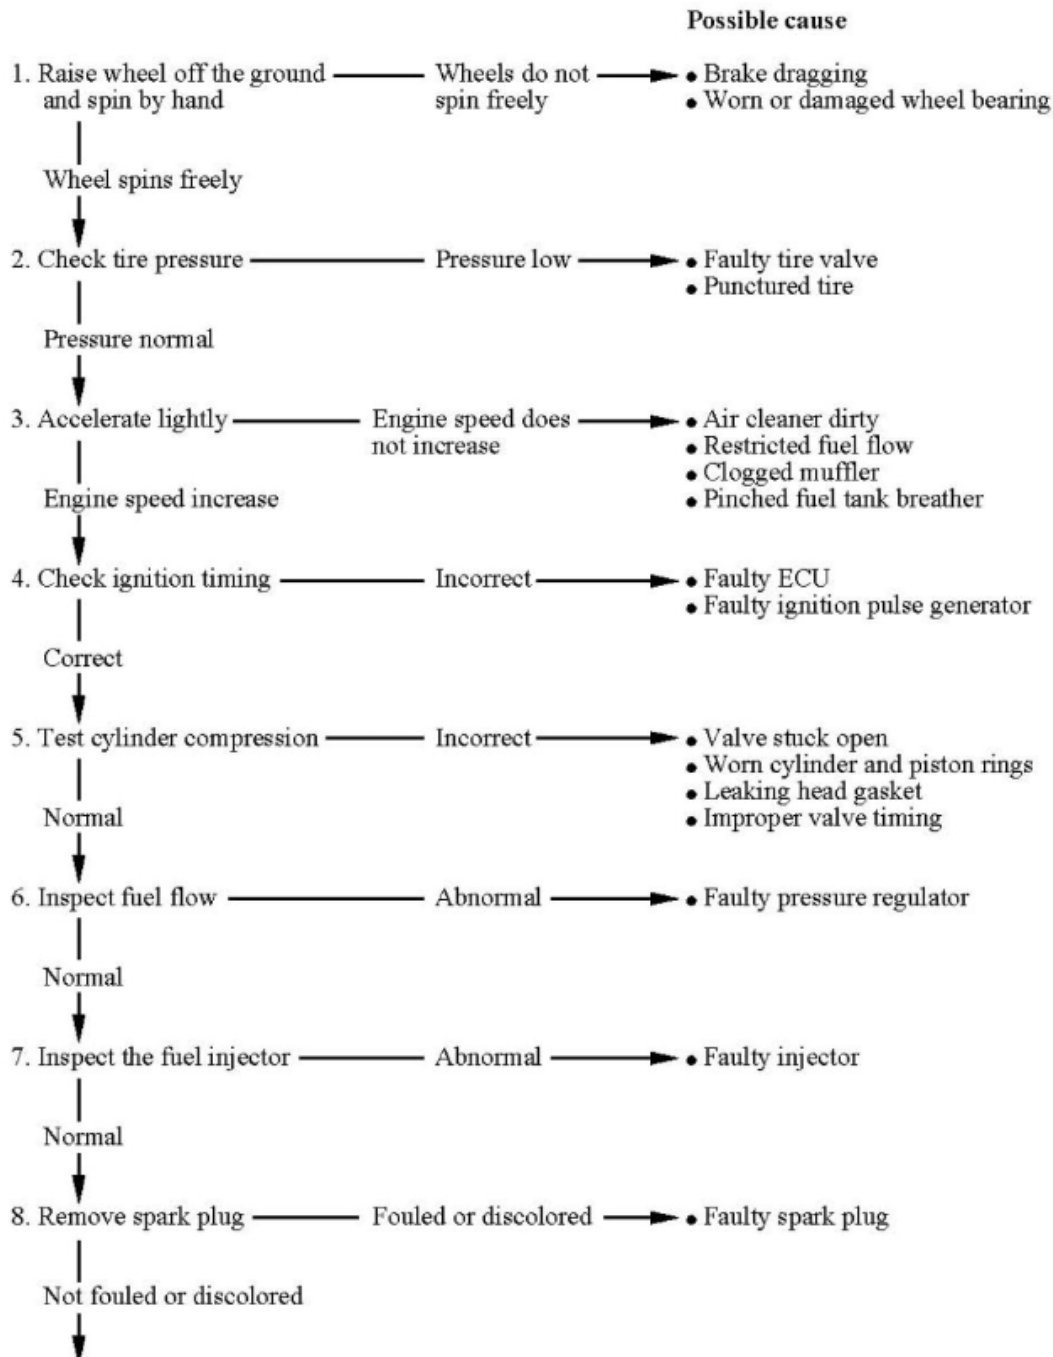 Possible cause
1. Raise wheel off the ground Wheels do not • Brake dragging
and spin by hand spin freely • Worn or damaged wheel bearing
Wheel spins freely
2. Check tire pressure Pressure low • Faulty tire valve
• Punctured tire
Pressure normal
3. Accelerate lightly Engine speed does • Air cleaner dirty
not increase • Restricted fuel flow
• Clogged muffler
Engine speed increase • Pinched fuel tank breather
4. Check ignition timing Incorrect • Faulty ECU
• Faulty ignition pulse generator
Correct
5. Test cylinder compression Incorrect • Valve stuck open
• Worn cylinder and piston rings
• Leaking head gasket
Normal • Improper valve timing
6. Inspect fuel flow Abnormal • Faulty pressure regulator
Normal
7. Inspect the fuel injector Abnormal • Faulty injector
Normal
8. Remove spark plug Fouled or discolored • Faulty spark plug
Not fouled or discolored